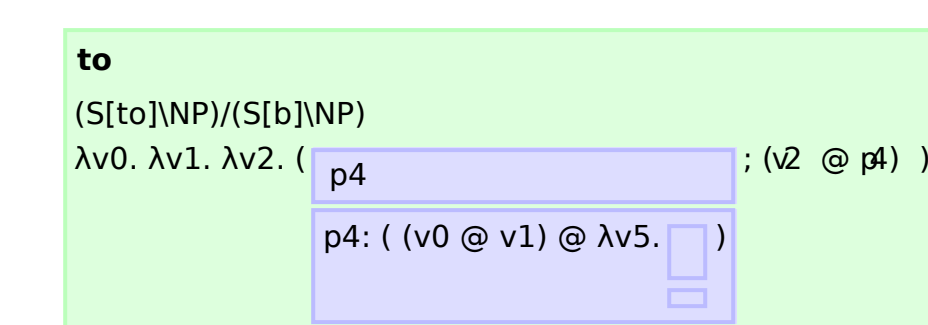 to
(S[to]\NP)/(S[b]\NP)
λv0. λv1. λv2. ( p4 ; (v2 @ p4) )
p4: ( (v0 @ v1) @ λv5. )